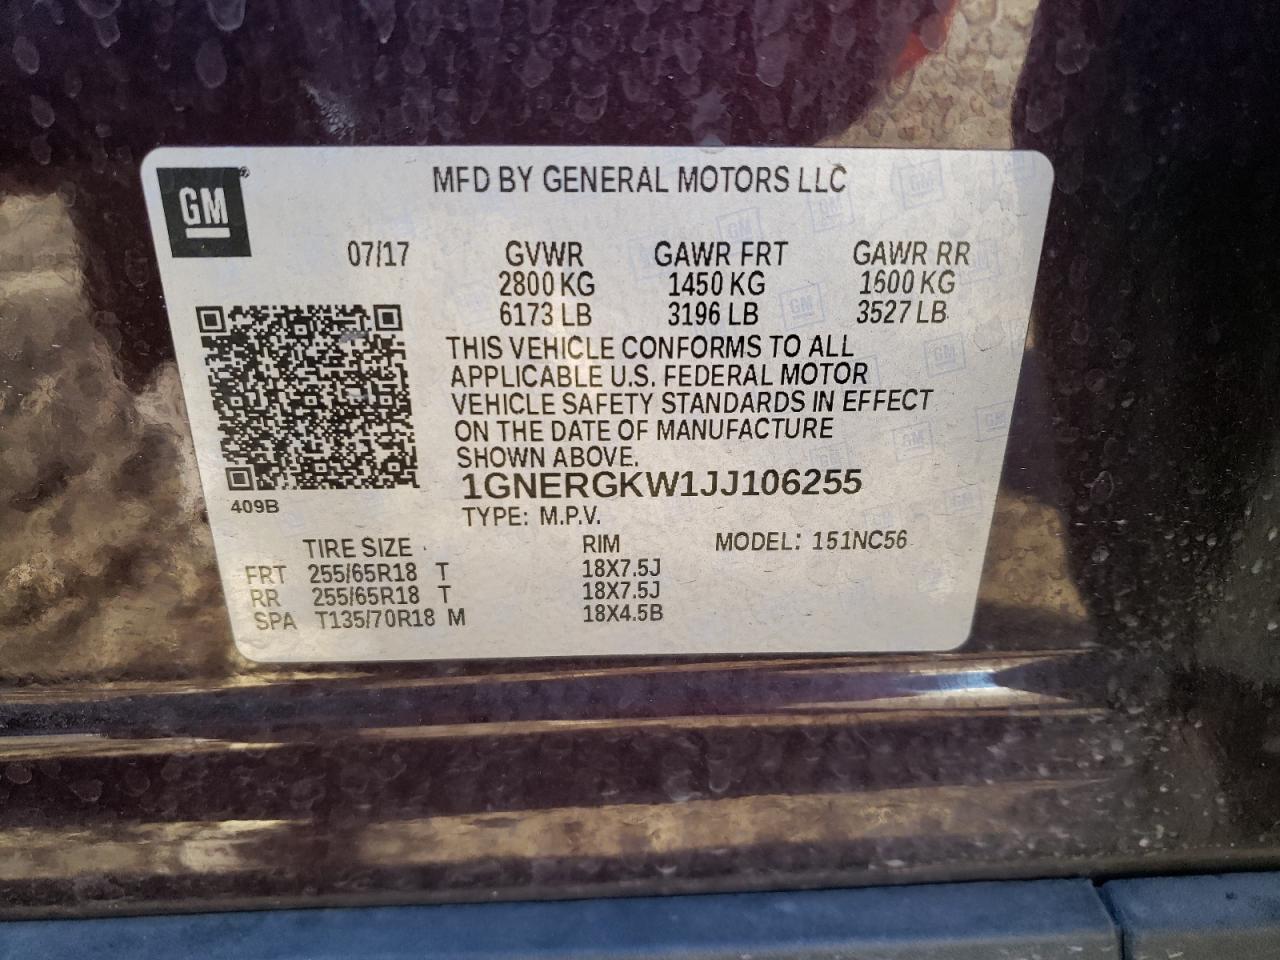 GM
MFD BY GENERAL MOTORS LLC
07/17 GVWR GAWR FRT GAWR RR
2800 KG 1450 KG 1600 KG
6173 LB 3196 LB 3527 LB
THIS VEHICLE CONFORMS TO ALL
APPLICABLE U.S. FEDERAL MOTOR
VEHICLE SAFETY STANDARDS IN EFFECT
ON THE DATE OF MANUFACTURE
SHOWN ABOVE.
1GNERGKW1JJ106255
409B
TYPE: M.P.V.
TIRE SIZE RIM MODEL: 151NC56
FRT 255/65R18 T 18X7.5J
RR 255/65R18 T 18X7.5J
SPA T135/70R18 M 18X4.5B